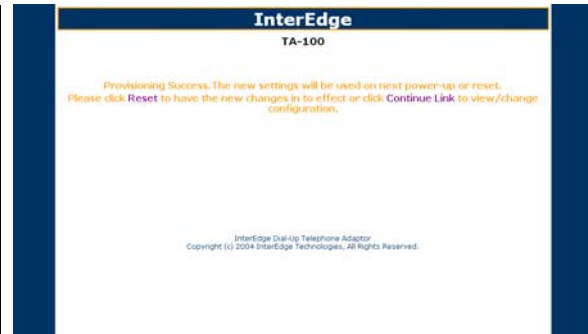 InterEdge
TA-100
Provisioning Success.The new settings will be used on next power-up or reset.
Please click Reset to have the new changes in to effect or click Continue Link to view/change
configuration.
InterEdge Dial-Up Telephone Adaptor
Copyright (c) 2004 InterEdge Technologies, All Rights Reserved.